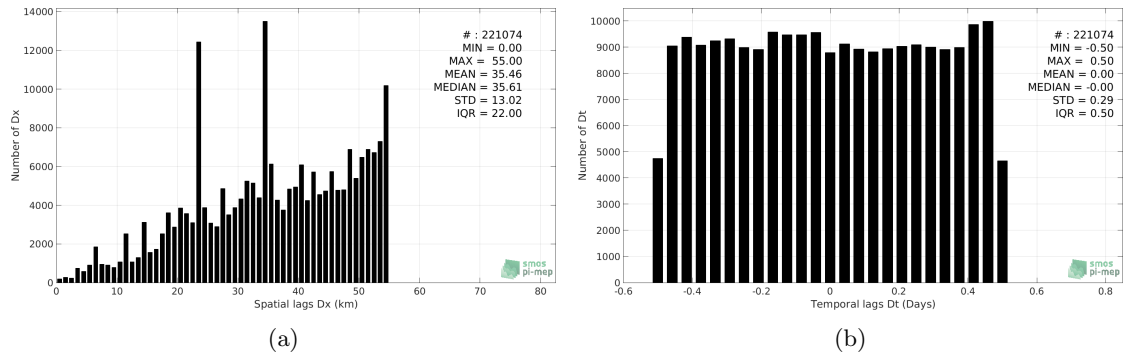 14000
12000
10000
8000
6000
4000
2000
0
Number of Dx
# : 221074
MIN = 0.00
MAX = 55.00
MEAN = 35.46
MEDIAN = 35.61
STD = 13.02
IQR = 22.00
smos
pi-mep
0 10 20 30 40 50 60 70 80
Spatial lags Dx (km)
(a)
10000
9000
8000
7000
6000
5000
4000
3000
2000
1000
0
Number of Dt
# : 221074
MIN = -0.50
MAX = 0.50
MEAN = 0.00
MEDIAN = -0.00
STD = 0.29
IQR = 0.50
smos
pi-mep
-0.6 -0.4 -0.2 0 0.2 0.4 0.6 0.8
Temporal lags Dt (Days)
(b)